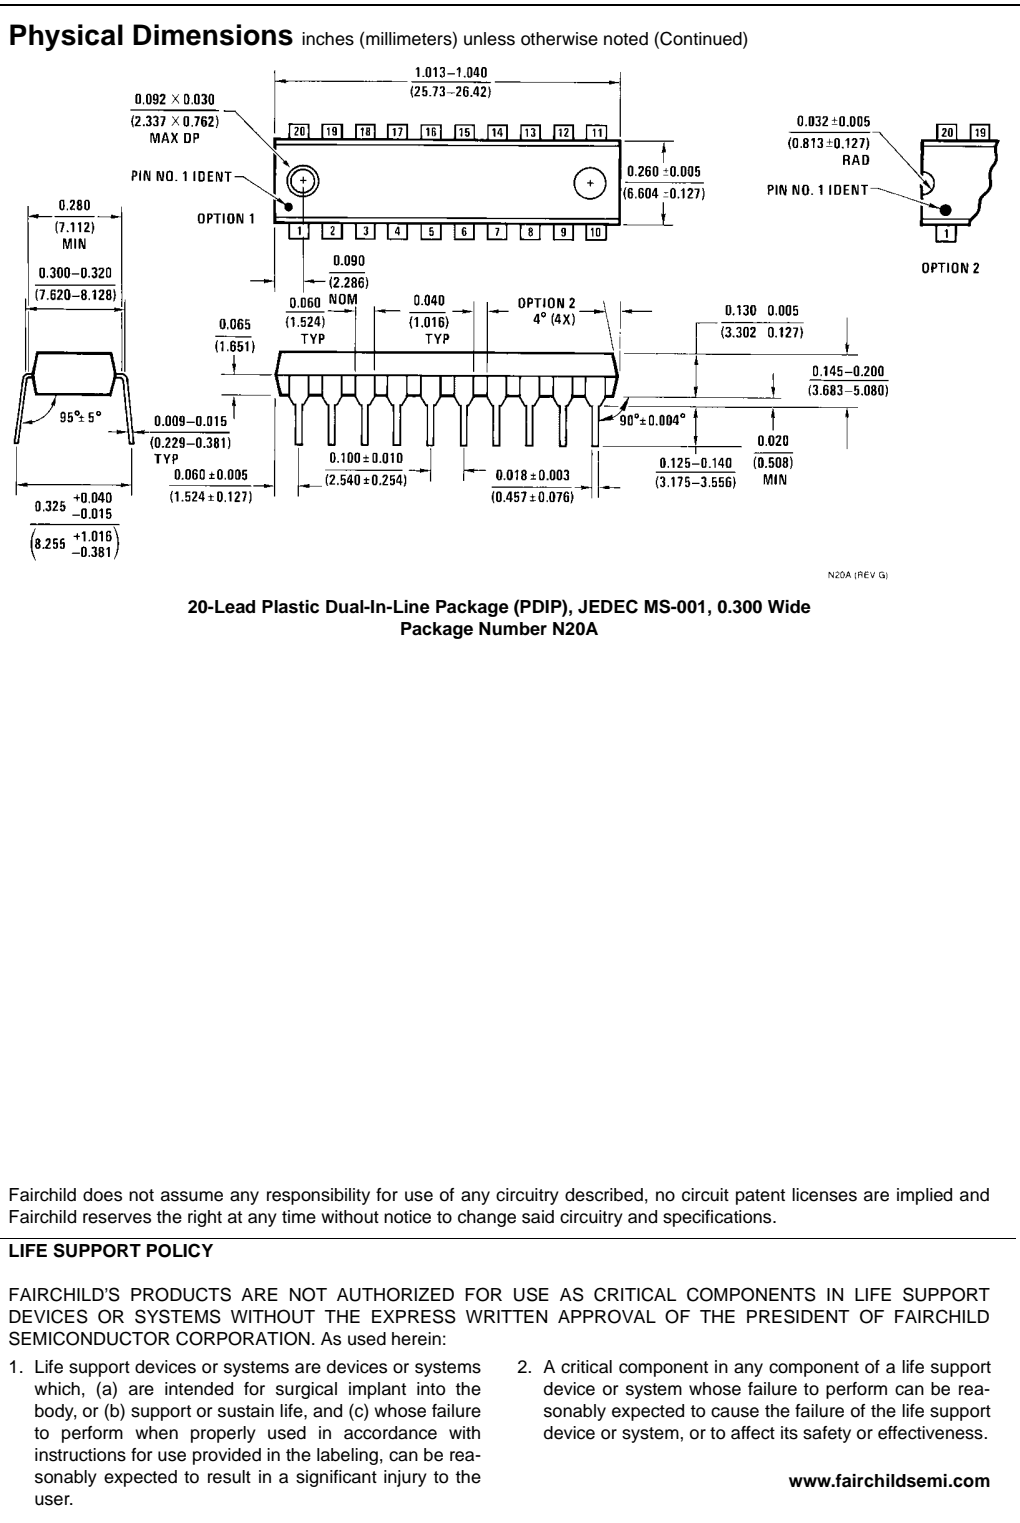 Physical Dimensions inches (millimeters) unless otherwise noted (Continued)
1.013–1.040
(25.73–26.42)
0.092 × 0.030
(2.337 × 0.762)
MAX DP
20 19 18 17 16 15 14 13 12 11
0.032 ±0.005
(0.813 ±0.127)
RAD
20 19
PIN NO. 1 IDENT
0.260 ±0.005
(6.604 ±0.127)
PIN NO. 1 IDENT
OPTION 1
1 2 3 4 5 6 7 8 9 10
1
OPTION 2
0.280
(7.112)
MIN
0.090
(2.286)
NOM
0.300–0.320
(7.620–8.128)
0.065
(1.651)
0.060
(1.524)
TYP
0.040
(1.016)
TYP
OPTION 2
4° (4X)
0.130 0.005
(3.302 0.127)
0.145–0.200
(3.683–5.080)
95° ± 5°
0.009–0.015
(0.229–0.381)
TYP
90° ± 0.004°
0.020
(0.508)
MIN
0.125–0.140
(3.175–3.556)
0.100 ± 0.010
(2.540 ± 0.254)
0.018 ± 0.003
(0.457 ± 0.076)
0.060 ± 0.005
(1.524 ± 0.127)
0.325 +0.040 –0.015
(8.255 +1.016 –0.381)
N20A (REV G)
20-Lead Plastic Dual-In-Line Package (PDIP), JEDEC MS-001, 0.300 Wide
Package Number N20A
Fairchild does not assume any responsibility for use of any circuitry described, no circuit patent licenses are implied and
Fairchild reserves the right at any time without notice to change said circuitry and specifications.
LIFE SUPPORT POLICY
FAIRCHILD'S PRODUCTS ARE NOT AUTHORIZED FOR USE AS CRITICAL COMPONENTS IN LIFE SUPPORT
DEVICES OR SYSTEMS WITHOUT THE EXPRESS WRITTEN APPROVAL OF THE PRESIDENT OF FAIRCHILD
SEMICONDUCTOR CORPORATION. As used herein:
1. Life support devices or systems are devices or systems
which, (a) are intended for surgical implant into the
body, or (b) support or sustain life, and (c) whose failure
to perform when properly used in accordance with
instructions for use provided in the labeling, can be rea-
sonably expected to result in a significant injury to the
user.
2. A critical component in any component of a life support
device or system whose failure to perform can be rea-
sonably expected to cause the failure of the life support
device or system, or to affect its safety or effectiveness.
www.fairchildsemi.com